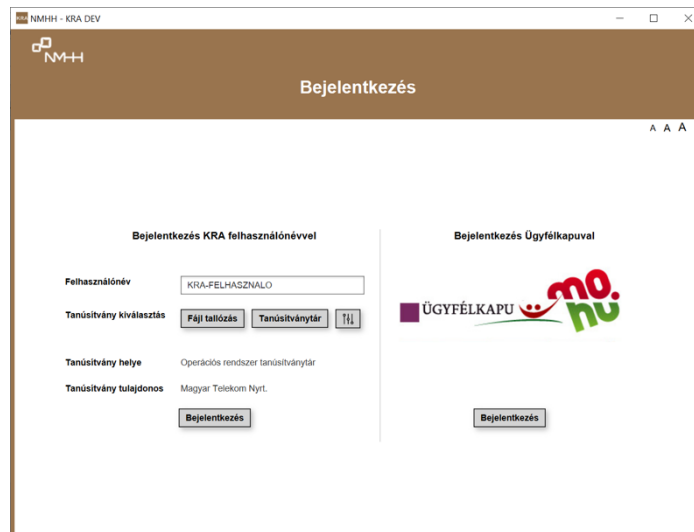 KRA NMHH - KRA DEV
NMHH
Bejelentkezés
A A A
Bejelentkezés KRA felhasználónévvel
Felhasználónév
KRA-FELHASZNALO
Tanúsítvány kiválasztás
Fájl tallózás
Tanúsítványtár
Tanúsítvány helye
Operációs rendszer tanúsítványtár
Tanúsítvány tulajdonos
Magyar Telekom Nyrt.
Bejelentkezés
Bejelentkezés Ügyfélkapuval
ÜGYFÉLKAPU
mo.
hu
Bejelentkezés